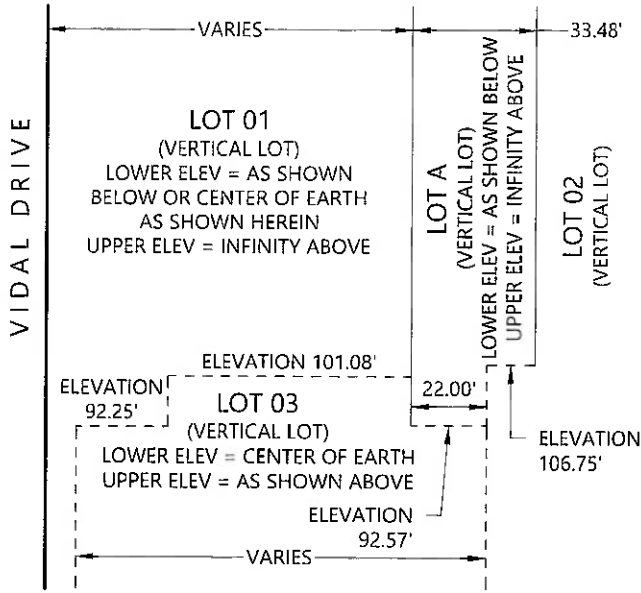 VARIES
33.48'
VIDAL DRIVE
LOT 01
(VERTICAL LOT)
LOWER ELEV = AS SHOWN
BELOW OR CENTER OF EARTH
AS SHOWN HEREIN
UPPER ELEV = INFINITY ABOVE
LOT A
(VERTICAL LOT)
LOWER ELEV = AS SHOWN BELOW
UPPER ELEV = INFINITY ABOVE
LOT 02
(VERTICAL LOT)
ELEVATION 101.08'
ELEVATION
92.25'
LOT 03
(VERTICAL LOT)
LOWER ELEV = CENTER OF EARTH
UPPER ELEV = AS SHOWN ABOVE
22.00'
ELEVATION
106.75'
ELEVATION
92.57'
VARIES